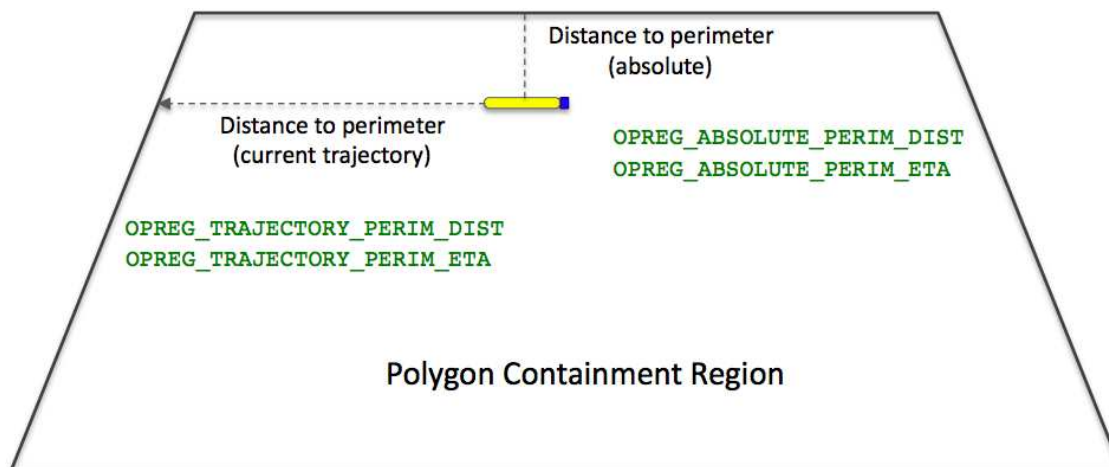 Distance to perimeter
(absolute)
Distance to perimeter
(current trajectory)
OPREG_ABSOLUTE_PERIM_DIST
OPREG_ABSOLUTE_PERIM_ETA
OPREG_TRAJECTORY_PERIM_DIST
OPREG_TRAJECTORY_PERIM_ETA
Polygon Containment Region